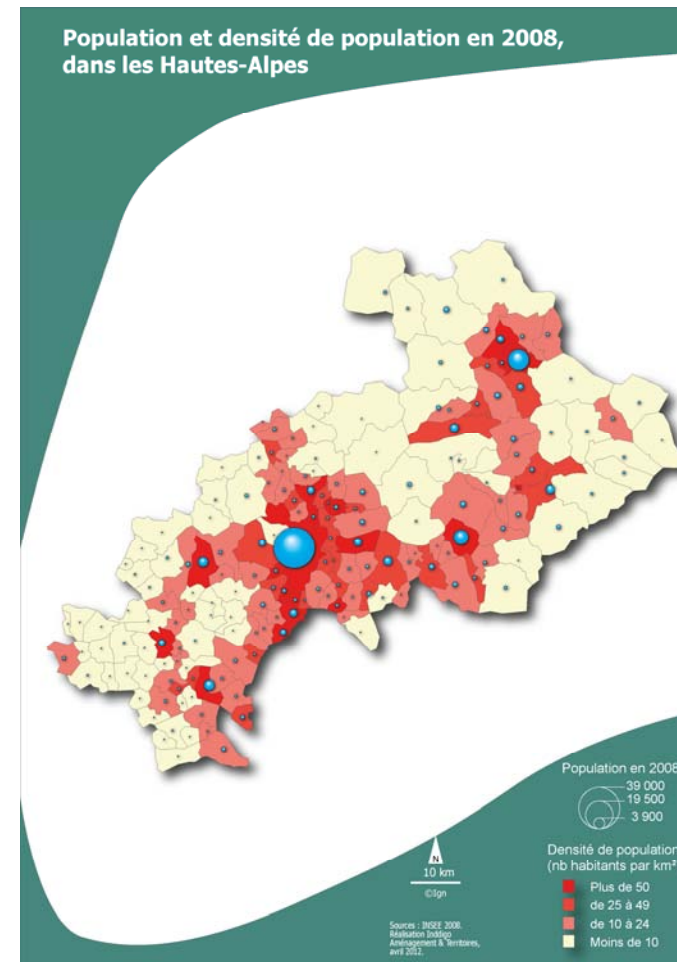 Population et densité de population en 2008,
dans les Hautes-Alpes
Population en 2008
39 000
19 500
3 900
Densité de population
(nb habitants par km²
Plus de 50
de 25 à 49
de 10 à 24
Moins de 10
N
10 km
©Ign
Sources : INSEE 2008.
Réalisation Inddigo
Aménagement & Territoires,
avril 2012.